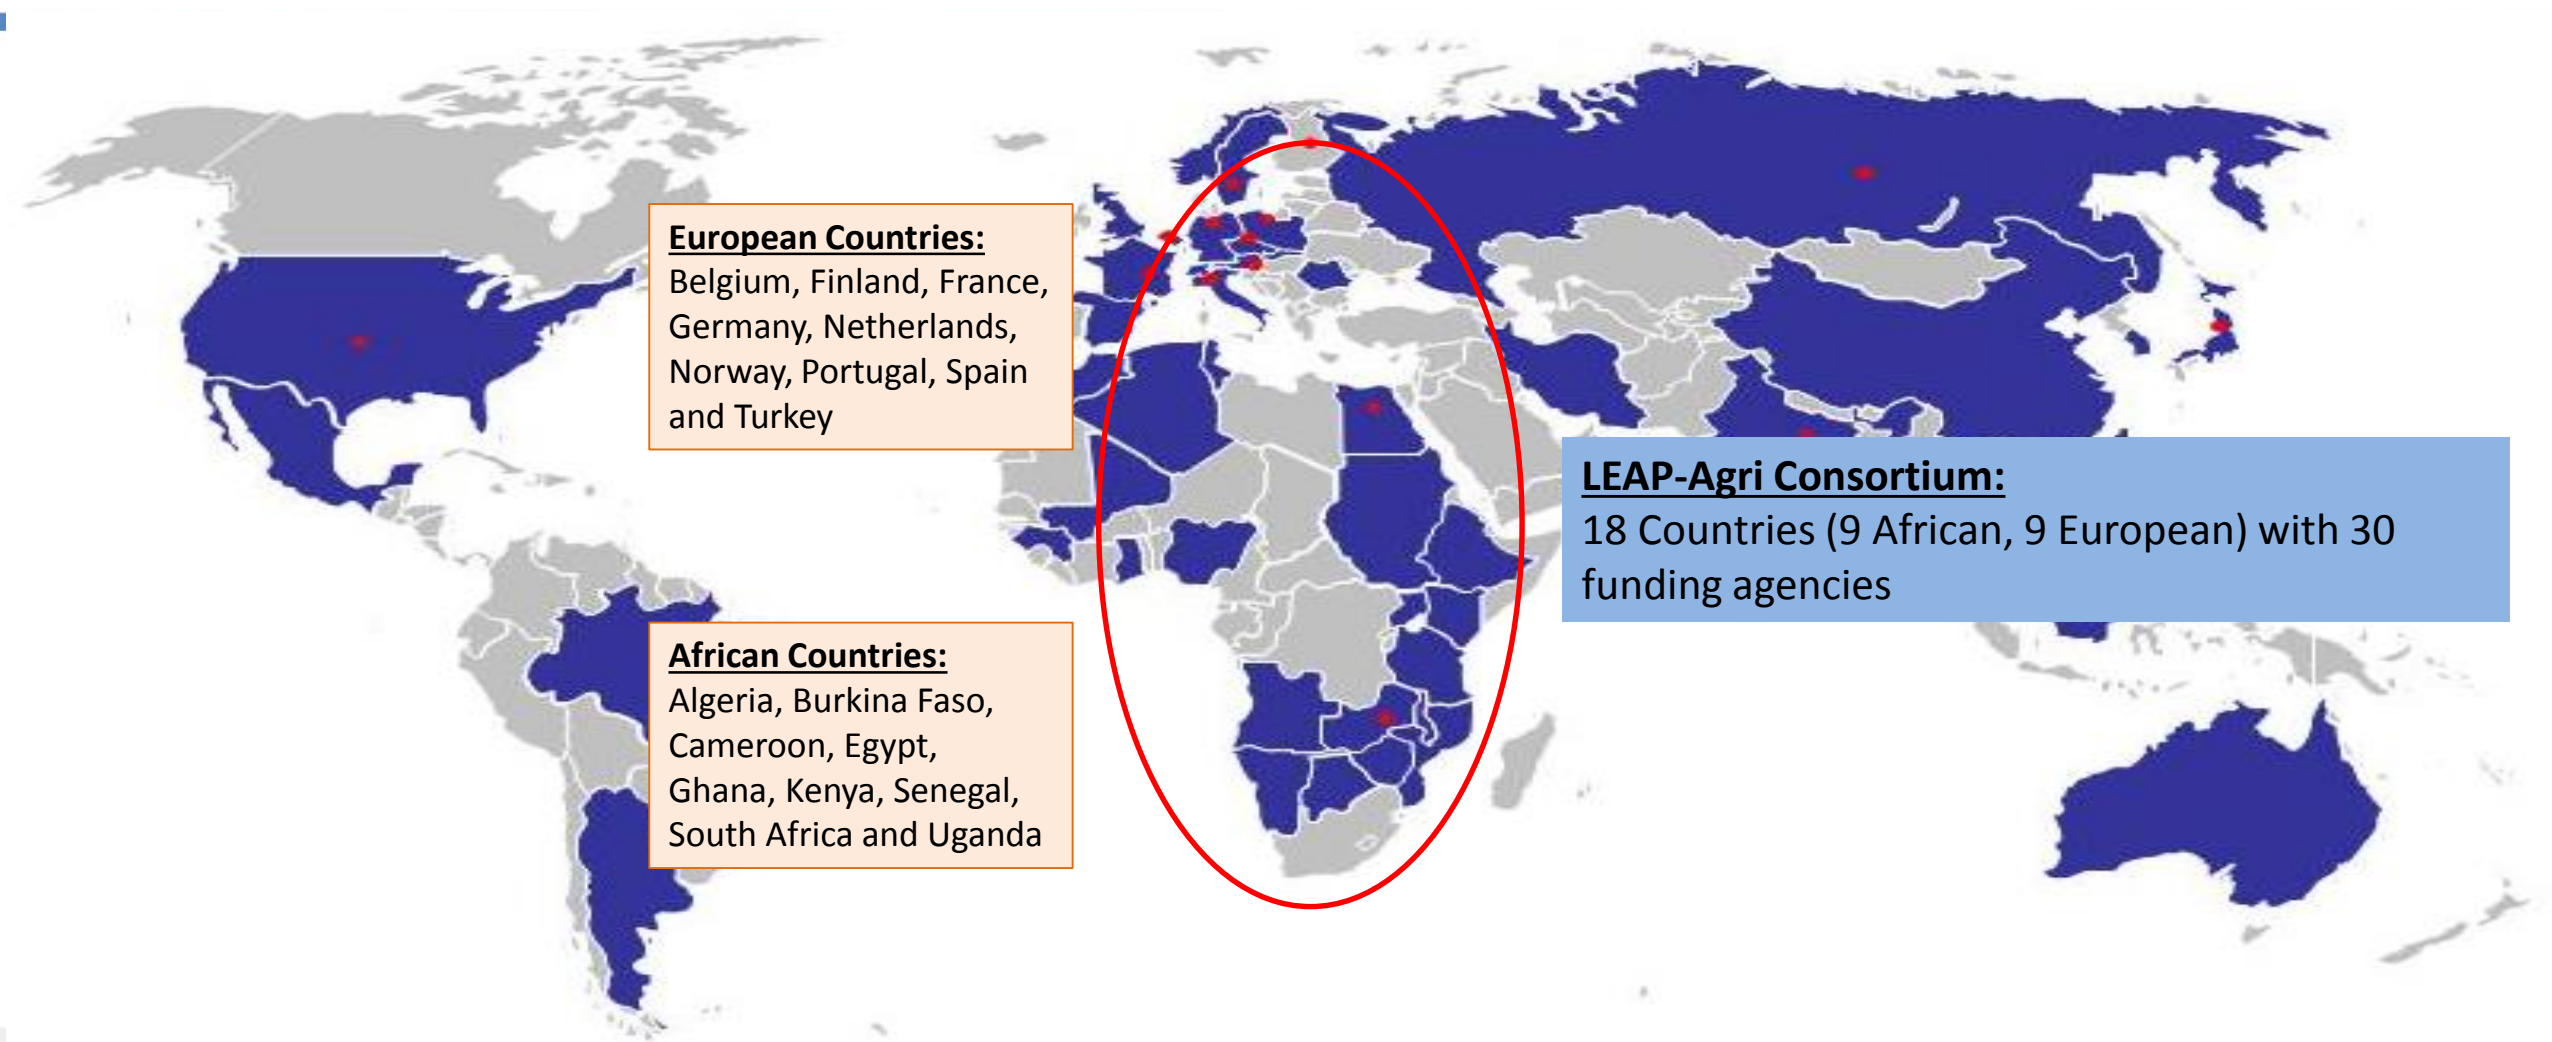 European Countries:
Belgium, Finland, France,
Germany, Netherlands,
Norway, Portugal, Spain
and Turkey
LEAP-Agri Consortium:
18 Countries (9 African, 9 European) with 30
funding agencies
African Countries:
Algeria, Burkina Faso,
Cameroon, Egypt,
Ghana, Kenya, Senegal,
South Africa and Uganda